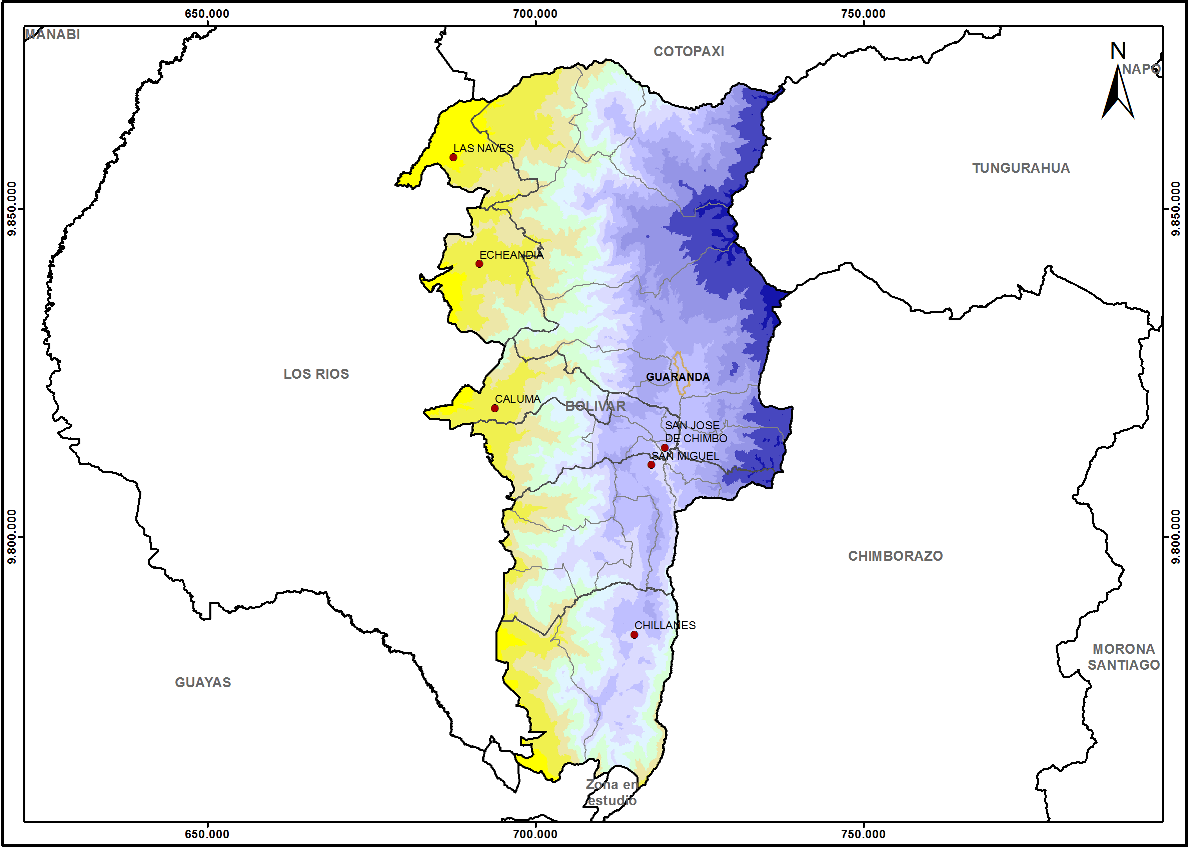 650.000
700.000
750.000
MANABI
COTOPAXI
N
NAPO
LAS NAVES
TUNGURAHUA
9.850.000
9.850.000
ECHEANDIA
LOS RIOS
GUARANDA
CALUMA
BOLIVAR
SAN JOSE
DE CHIMBO
SAN MIGUEL
9.800.000
9.800.000
CHIMBORAZO
CHILLANES
MORONA
SANTIAGO
GUAYAS
Zona en
estudio
650.000
700.000
750.000